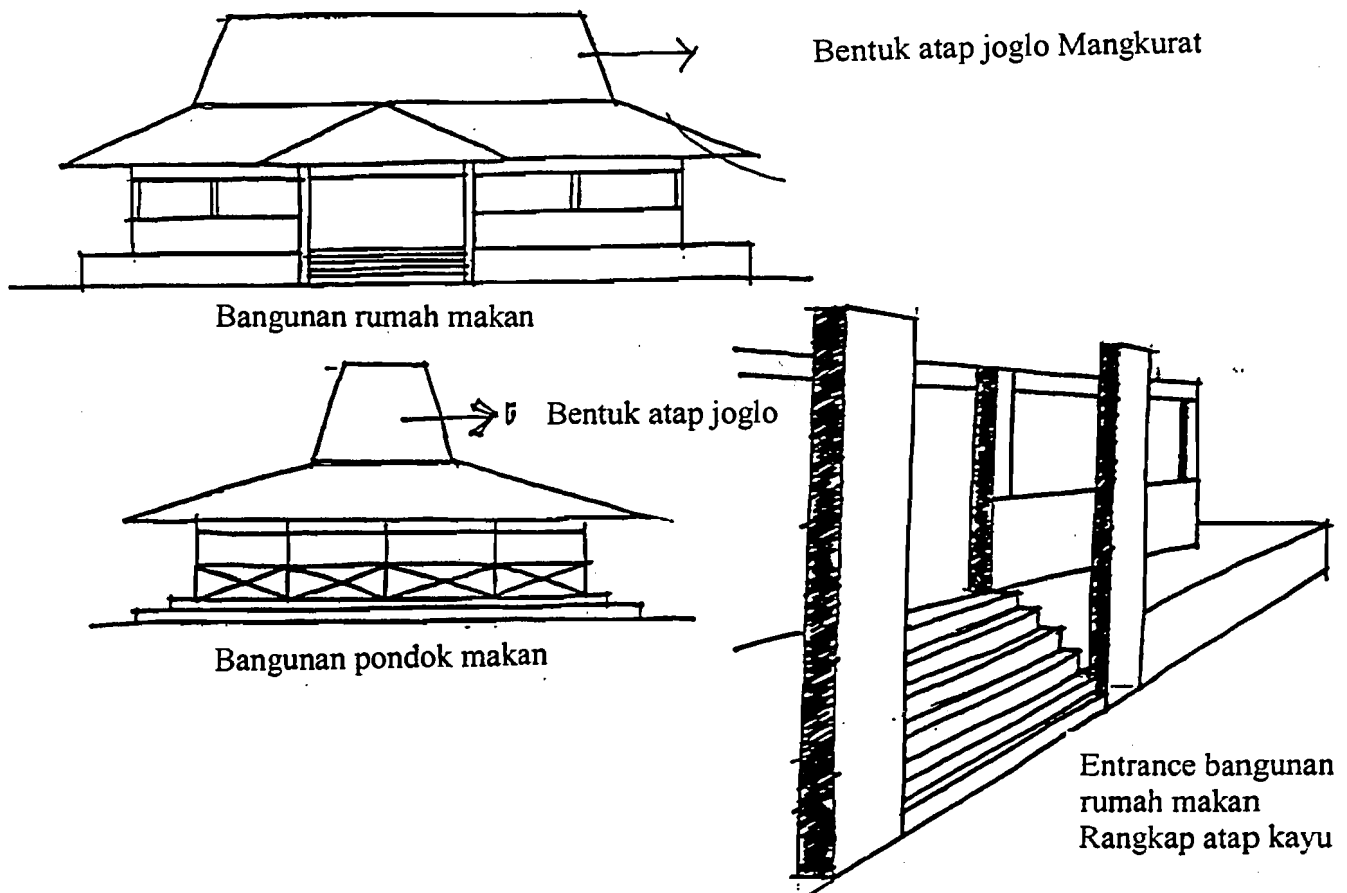 Bentuk atap joglo Mangkurat
Bangunan rumah makan
Bentuk atap joglo
Bangunan pondok makan
Entrance bangunan
rumah makan
Rangkap atap kayu